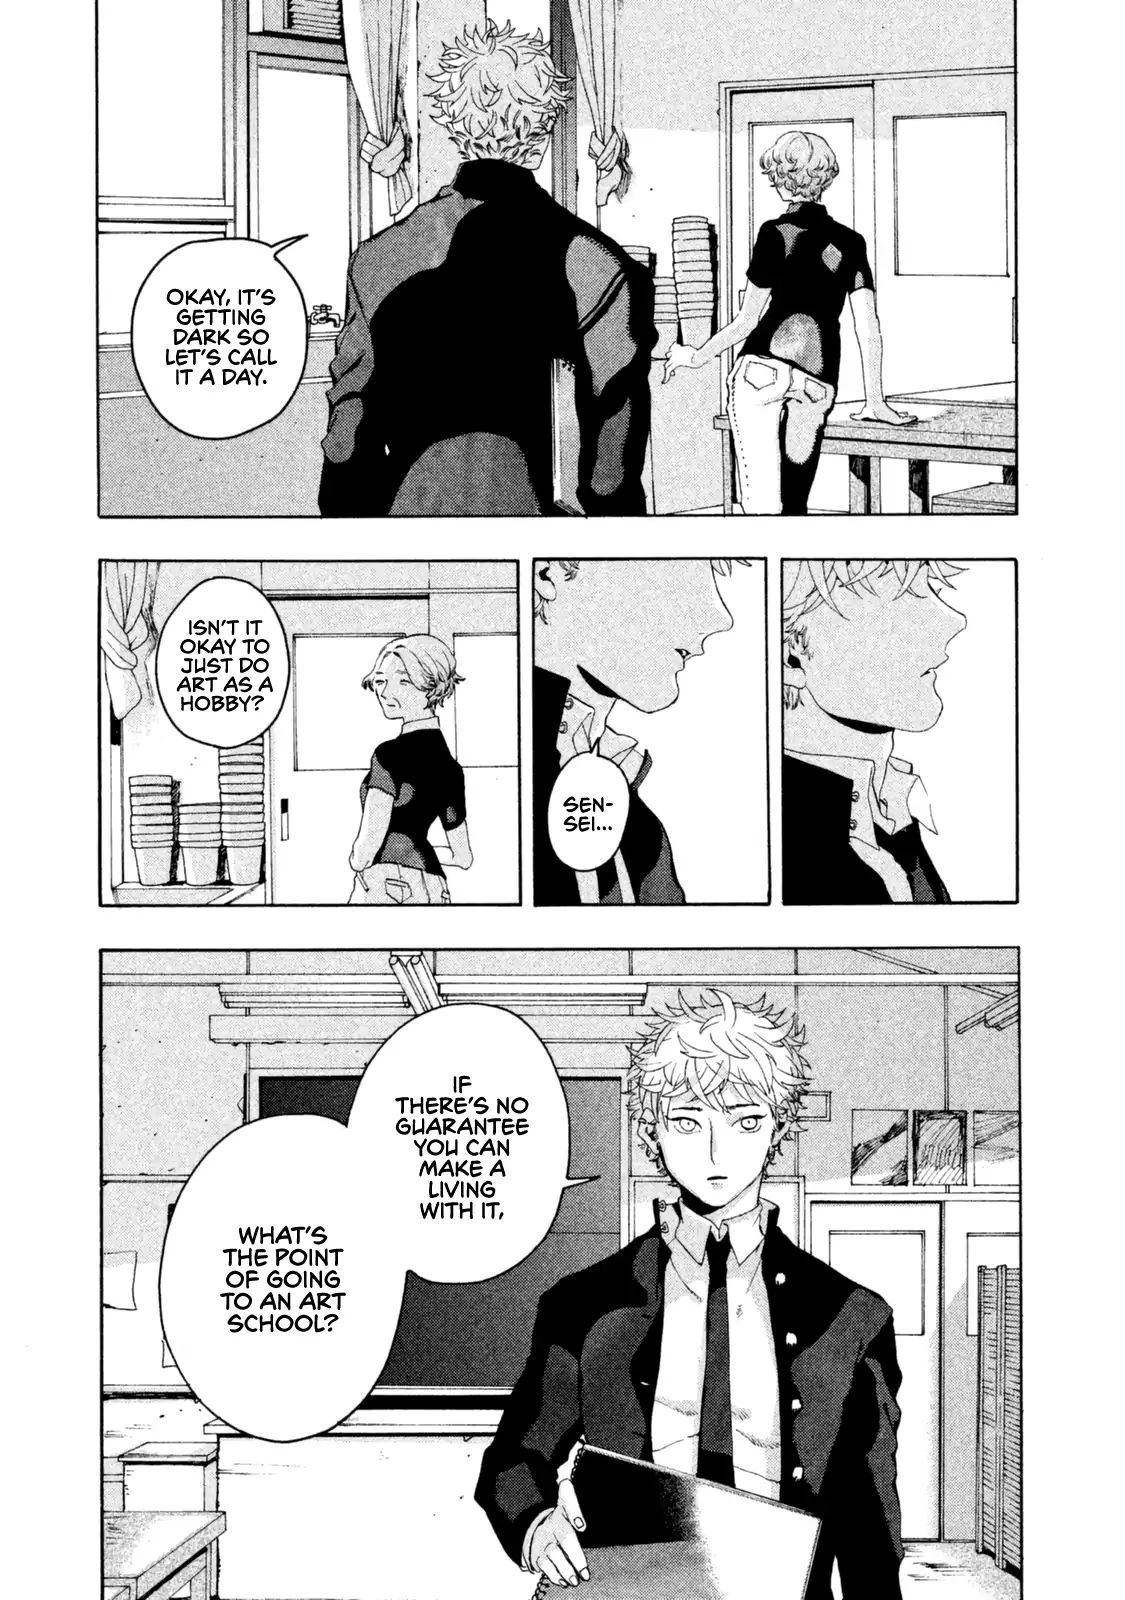 OKAY, IT'S
GETTING
DARK SO
LET'S CALL
IT A DAY.
SEN-
SEI...
ISN'T IT
OKAY TO
JUST DO
ART AS A
HOBBY?
IF
THERE'S NO
GUARANTEE
YOU CAN
MAKE A
LIVING
WITH IT,
WHAT'S
THE POINT
OF GOING
TO AN ART
SCHOOL?